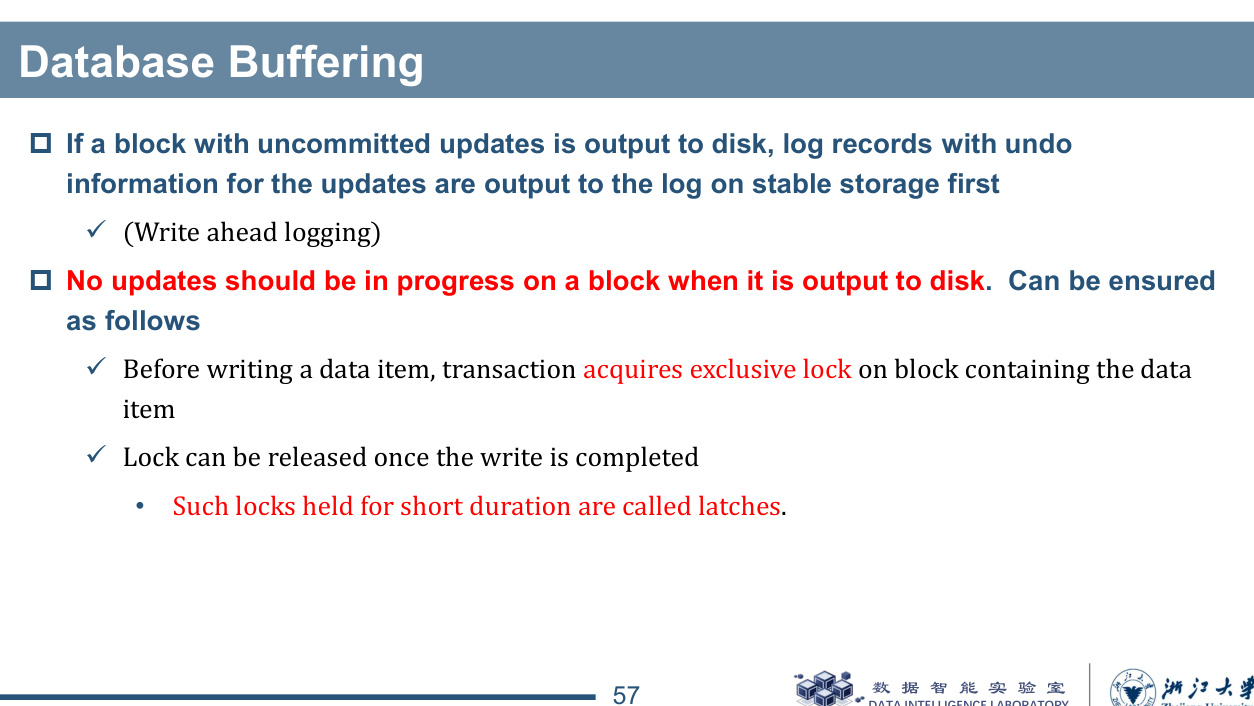 Database Buffering
If a block with uncommitted updates is output to disk, log records with undo
information for the updates are output to the log on stable storage first
(Write ahead logging)
No updates should be in progress on a block when it is output to disk. Can be ensured
as follows
Before writing a data item, transaction acquires exclusive lock on block containing the data
item
Lock can be released once the write is completed
Such locks held for short duration are called latches.
57
数据智能实验室
DATA INTELLIGENCE LABORATORY
浙江大学